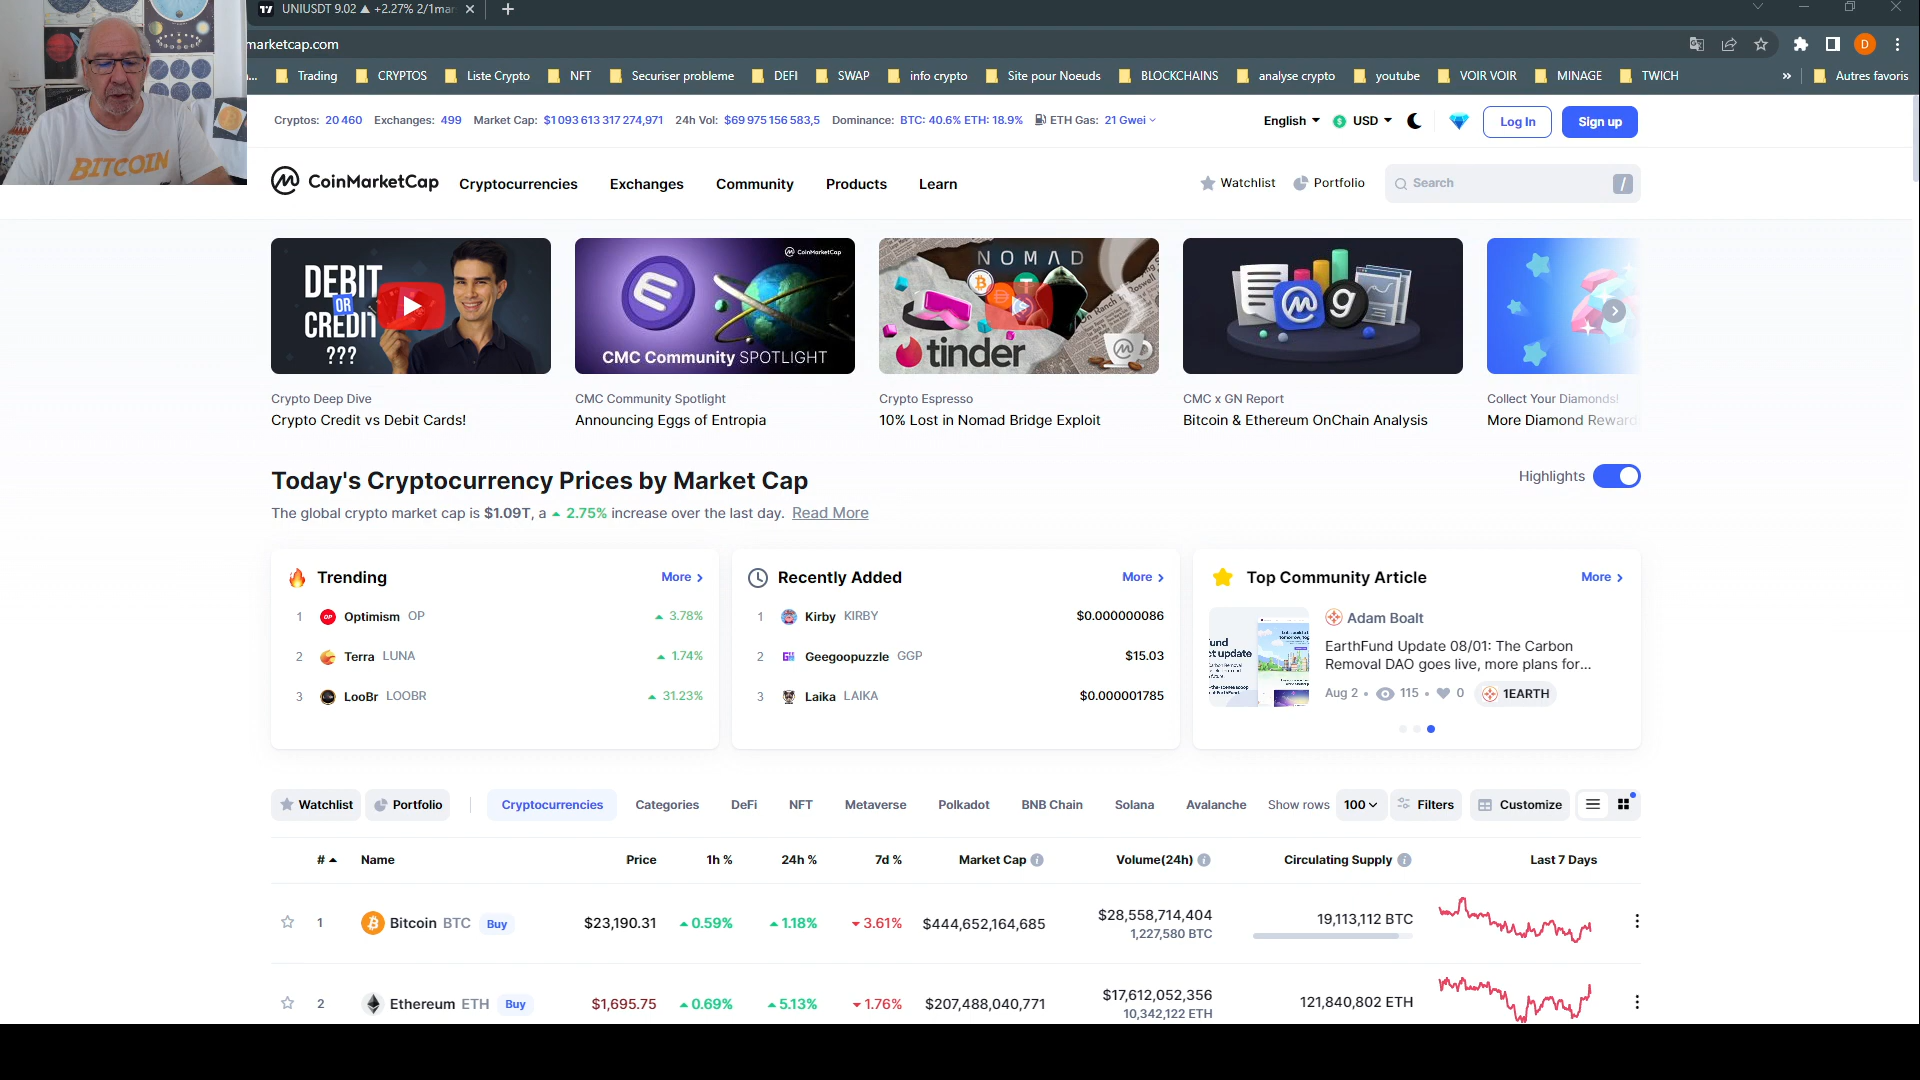 UNIUSDT 9.02 ▲ +2.27% 2/1mar
marketcap.com
Trading CRYPTOS Liste Crypto NFT Securiser probleme DEFI SWAP info crypto Site pour Noeuds BLOCKCHAINS analyse crypto youtube VOIR VOIR MINAGE TWICH » Autres favoris
Cryptos: 20 460 Exchanges: 499 Market Cap: $1 093 613 317 274,971 24h Vol: $69 975 156 583,5 Dominance: BTC: 40.6% ETH: 18.9% ETH Gas: 21 Gwei
English USD Log In Sign up
CoinMarketCap Cryptocurrencies Exchanges Community Products Learn
Watchlist Portfolio Search /
DEBIT
OR
CREDIT
???
CoinMarketCap
CMC Community SPOTLIGHT
NOMAD
tinder
Crypto Deep Dive
Crypto Credit vs Debit Cards!
CMC Community Spotlight
Announcing Eggs of Entropia
Crypto Espresso
10% Lost in Nomad Bridge Exploit
CMC x GN Report
Bitcoin & Ethereum OnChain Analysis
Collect Your Diamonds!
More Diamond Reward
BITCOIN
Today's Cryptocurrency Prices by Market Cap
Highlights
The global crypto market cap is $1.09T, a ▲ 2.75% increase over the last day. Read More
Trending More >
1 Optimism OP ▲ 3.78%
2 Terra LUNA ▲ 1.74%
3 LooBr LOOBR ▲ 31.23%
Recently Added More >
1 Kirby KIRBY $0.000000086
2 Geegoopuzzle GGP $15.03
3 Laika LAIKA $0.000001785
Top Community Article More >
Adam Boalt
EarthFund Update 08/01: The Carbon
Removal DAO goes live, more plans for...
Aug 2 • 115 • 0 1EARTH
Watchlist Portfolio Cryptocurrencies Categories DeFi NFT Metaverse Polkadot BNB Chain Solana Avalanche Show rows 100 Filters Customize
# Name Price 1h % 24h % 7d % Market Cap Volume(24h) Circulating Supply Last 7 Days
1 Bitcoin BTC Buy $23,190.31 ▲0.59% ▲1.18% ▼3.61% $444,652,164,685 $28,558,714,404 19,113,112 BTC
1,227,580 BTC
2 Ethereum ETH Buy $1,695.75 ▲0.69% ▲5.13% ▼1.76% $207,488,040,771 $17,612,052,356 121,840,802 ETH
10,342,122 ETH